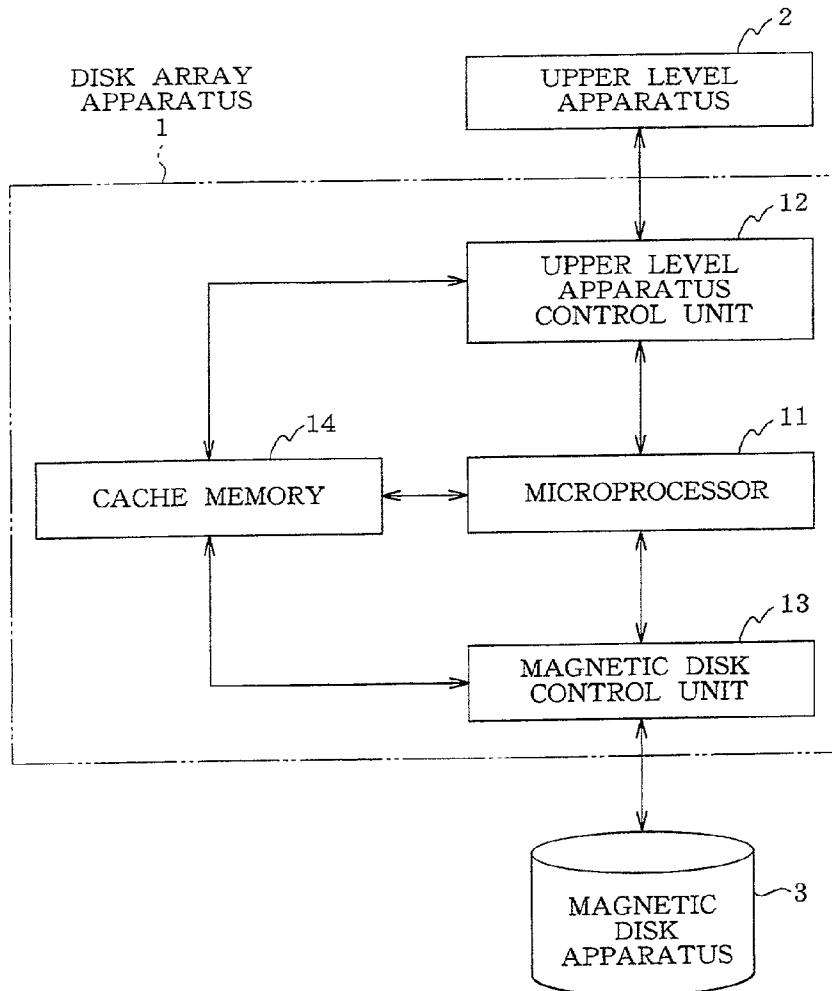 2
DISK ARRAY
APPARATUS
1
UPPER LEVEL
APPARATUS
12
UPPER LEVEL
APPARATUS
CONTROL UNIT
14
CACHE MEMORY
11
MICROPROCESSOR
13
MAGNETIC DISK
CONTROL UNIT
3
MAGNETIC
DISK
APPARATUS